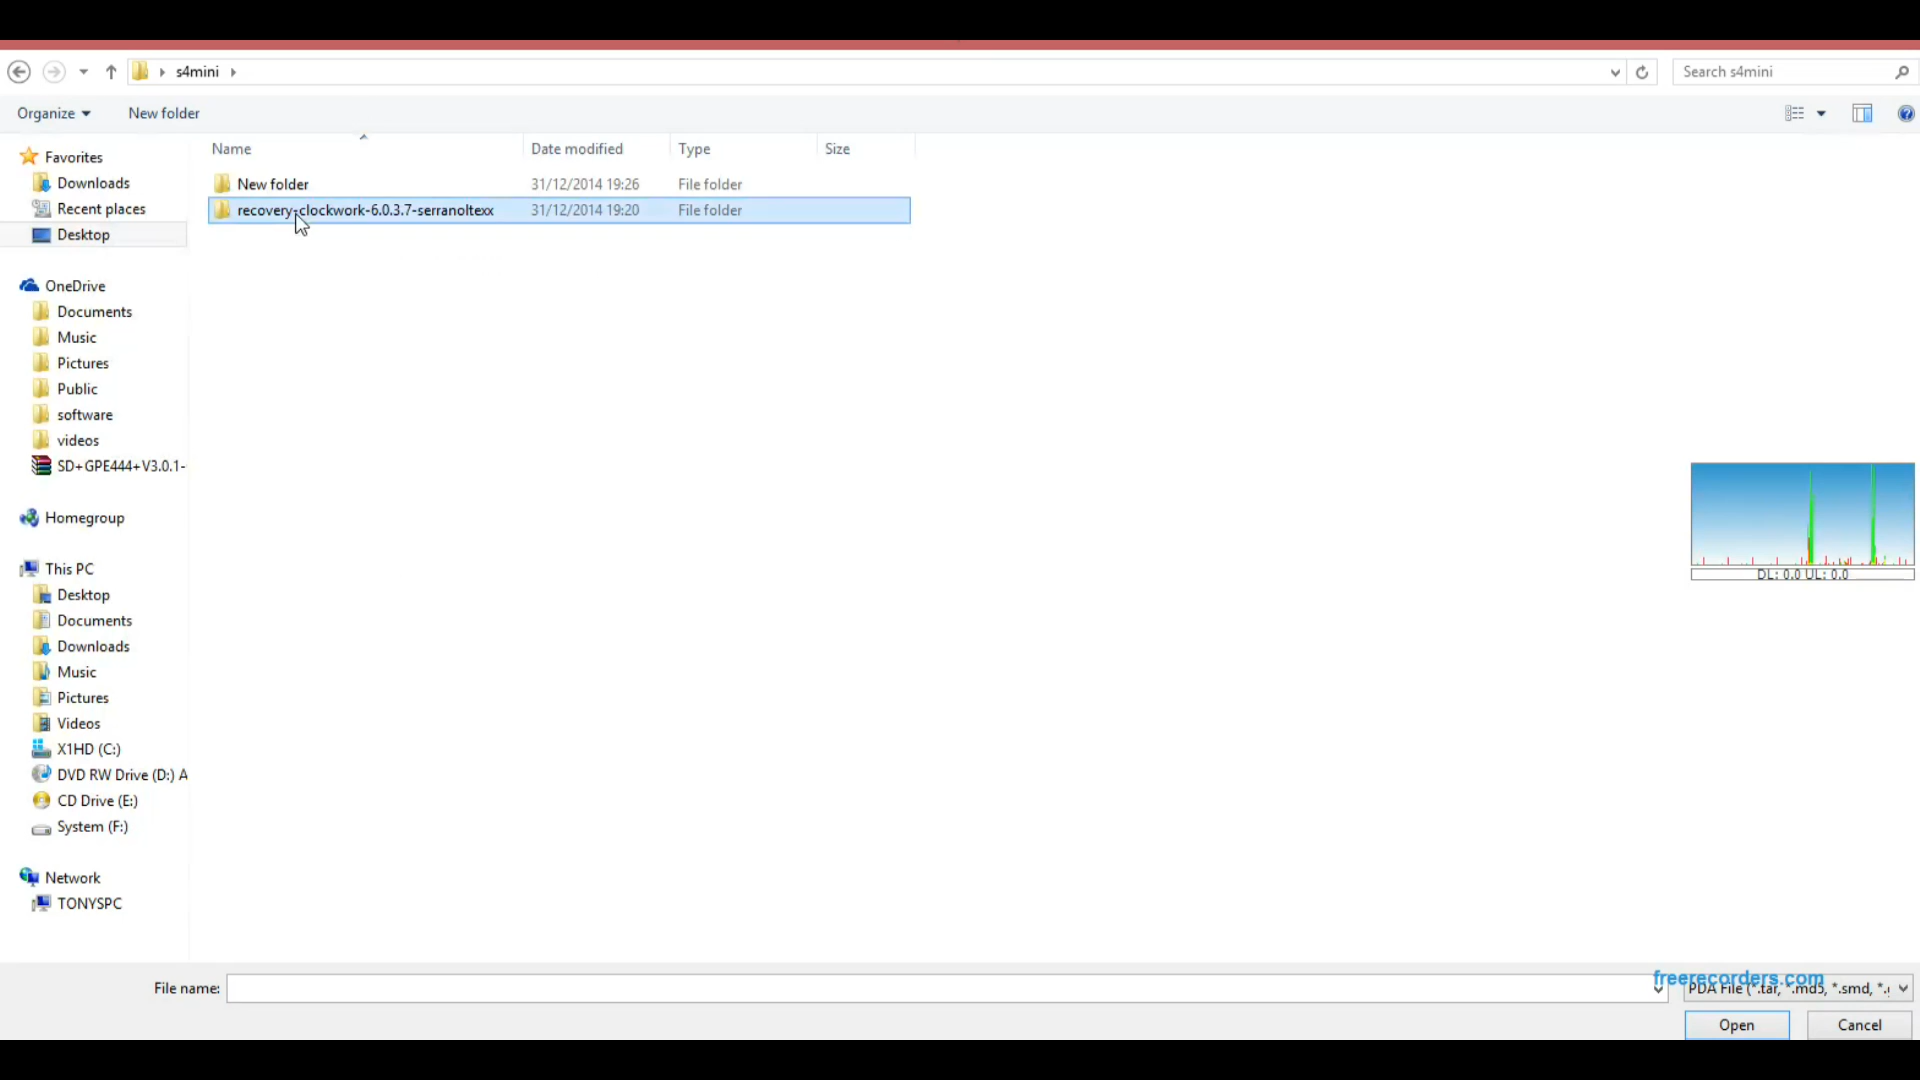 s4mini
Search s4mini
Organize
New folder
Name
Date modified
Type
Size
New folder
31/12/2014 19:26
File folder
recovery-clockwork-6.0.3.7-serranoltexx
31/12/2014 19:20
File folder
Favorites
Downloads
Recent places
Desktop
OneDrive
Documents
Music
Pictures
Public
software
videos
SD+GPE444+V3.0.1-
Homegroup
This PC
Desktop
Documents
Downloads
Music
Pictures
Videos
X1HD (C:)
DVD RW Drive (D:) A
CD Drive (E:)
System (F:)
Network
TONYSPC
DL: 0.0 UL: 0.0
File name:
freerecorders.com
PDA File (*.tar, *.md5, *.smd, *.
Open
Cancel